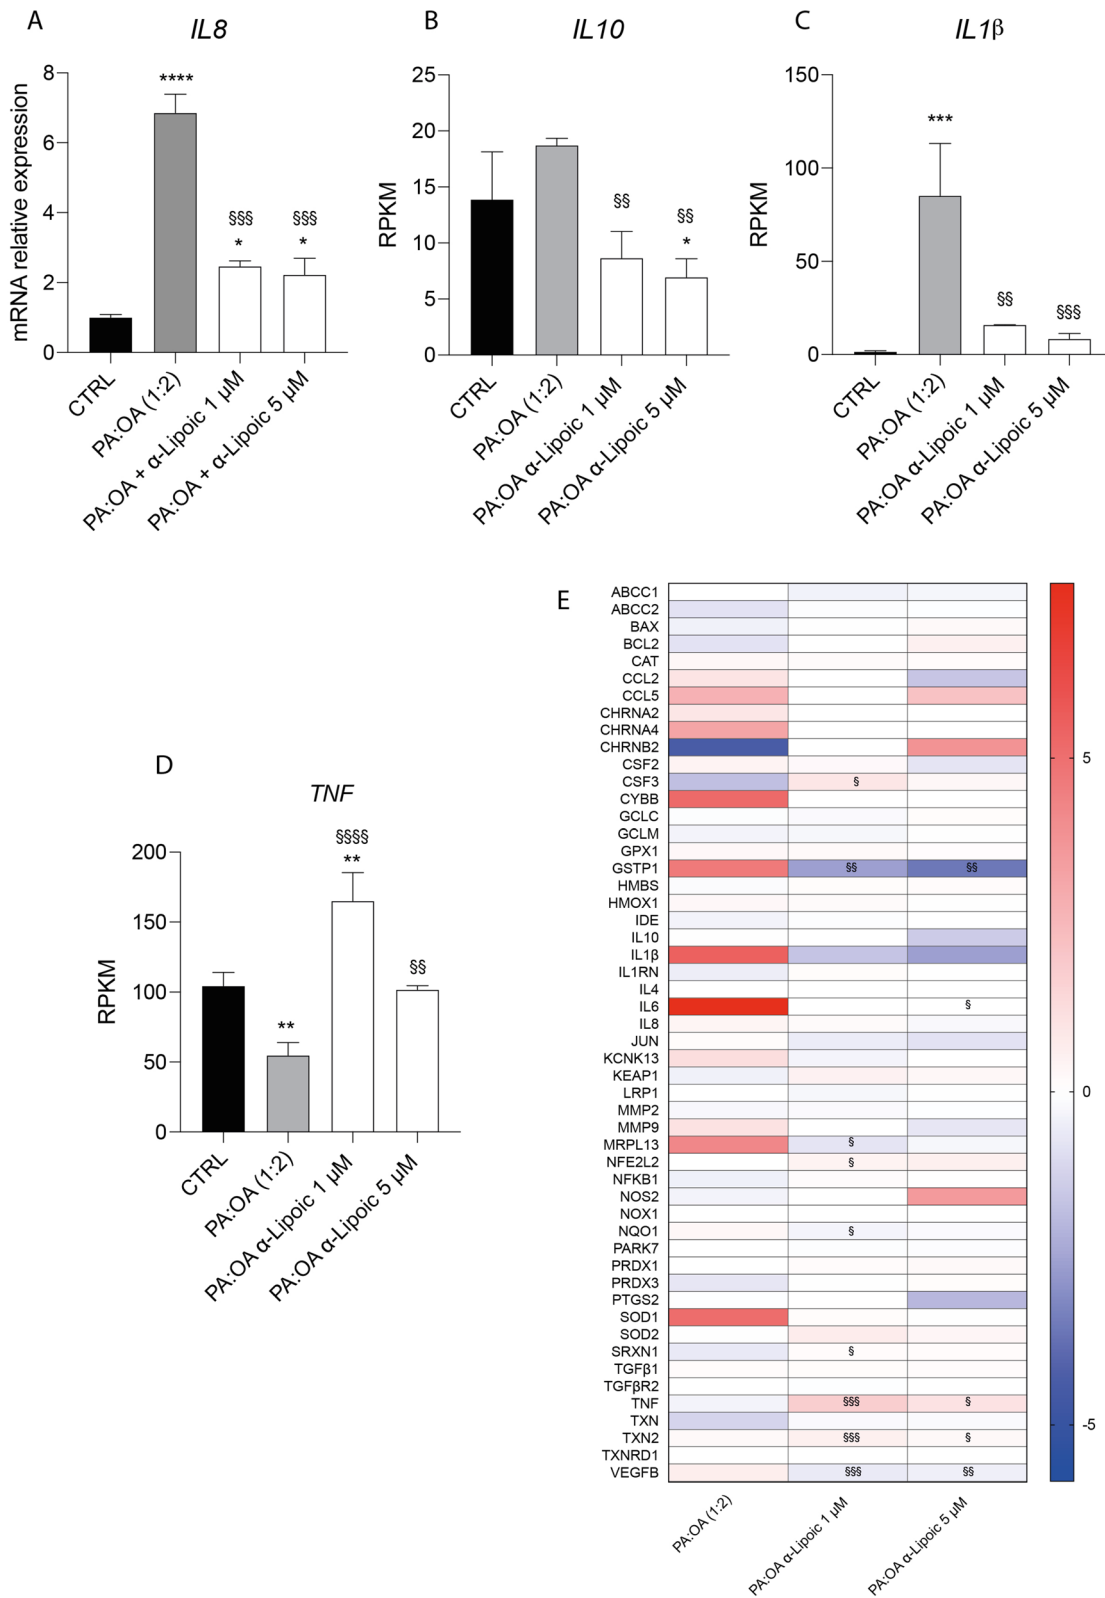 A
IL8
mRNA relative expression
8
6
4
2
0
****
§§§
*
§§§
*
CTRL
PA:OA (1:2)
PA:OA + α-Lipoic 1 μM
PA:OA + α-Lipoic 5 μM
B
IL10
RPKM
25
20
15
10
5
0
§§
§§
*
CTRL
PA:OA (1:2)
PA:OA α-Lipoic 1 μM
PA:OA α-Lipoic 5 μM
C
IL1β
RPKM
150
100
50
0
***
§§
§§§
CTRL
PA:OA (1:2)
PA:OA α-Lipoic 1 μM
PA:OA α-Lipoic 5 μM
D
TNF
RPKM
200
150
100
50
0
**
§§§§
**
§§
CTRL
PA:OA (1:2)
PA:OA α-Lipoic 1 μM
PA:OA α-Lipoic 5 μM
E
ABCC1
ABCC2
BAX
BCL2
CAT
CCL2
CCL5
CHRNA2
CHRNA4
CHRNB2
CSF2
CSF3 §
CYBB
GCLC
GCLM
GPX1
GSTP1 §§ §§
HMBS
HMOX1
IDE
IL10
IL1β
IL1RN
IL4
IL6 §
IL8
JUN
KCNK13
KEAP1
LRP1
MMP2
MMP9
MRPL13 §
NFE2L2 §
NFKB1
NOS2
NOX1
NQO1 §
PARK7
PRDX1
PRDX3
PTGS2
SOD1
SOD2
SRXN1 §
TGFβ1
TGFβR2
TNF §§§ §
TXN
TXN2 §§§ §
TXNRD1
VEGFB §§§ §§
PA:OA (1:2)
PA:OA α-Lipoic 1 μM
PA:OA α-Lipoic 5 μM
5
0
-5